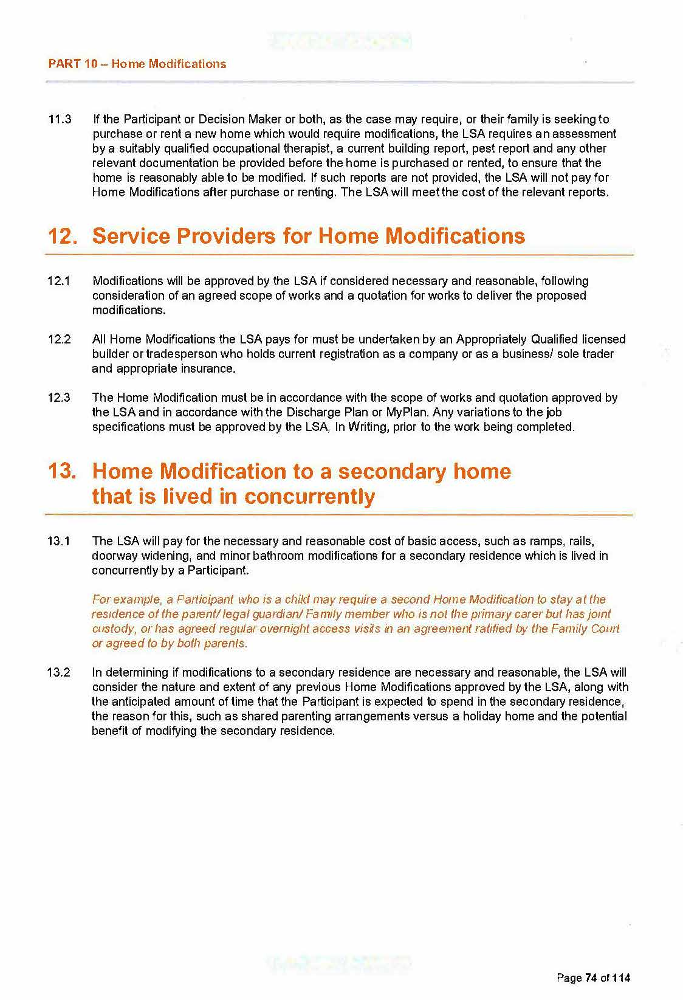 PART 10 – Home Modifications
11.3 If the Participant or Decision Maker or both, as the case may require, or their family is seeking to
purchase or rent a new home which would require modifications, the LSA requires an assessment
by a suitably qualified occupational therapist, a current building report, pest report and any other
relevant documentation be provided before the home is purchased or rented, to ensure that the
home is reasonably able to be modified. If such reports are not provided, the LSA will not pay for
Home Modifications after purchase or renting. The LSA will meet the cost of the relevant reports.
12. Service Providers for Home Modifications
12.1 Modifications will be approved by the LSA if considered necessary and reasonable, following
consideration of an agreed scope of works and a quotation for works to deliver the proposed
modifications.
12.2 All Home Modifications the LSA pays for must be undertaken by an Appropriately Qualified licensed
builder or tradesperson who holds current registration as a company or as a business/ sole trader
and appropriate insurance.
12.3 The Home Modification must be in accordance with the scope of works and quotation approved by
the LSA and in accordance with the Discharge Plan or MyPlan. Any variations to the job
specifications must be approved by the LSA, In Writing, prior to the work being completed.
13. Home Modification to a secondary home
that is lived in concurrently
13.1 The LSA will pay for the necessary and reasonable cost of basic access, such as ramps, rails,
doorway widening, and minor bathroom modifications for a secondary residence which is lived in
concurrently by a Participant.
For example, a Participant who is a child may require a second Home Modification to stay at the
residence of the parent/ legal guardian/ Family member who is not the primary carer but has joint
custody, or has agreed regular overnight access visits in an agreement ratified by the Family Court
or agreed to by both parents.
13.2 In determining if modifications to a secondary residence are necessary and reasonable, the LSA will
consider the nature and extent of any previous Home Modifications approved by the LSA, along with
the anticipated amount of time that the Participant is expected to spend in the secondary residence,
the reason for this, such as shared parenting arrangements versus a holiday home and the potential
benefit of modifying the secondary residence.
Page 74 of 114